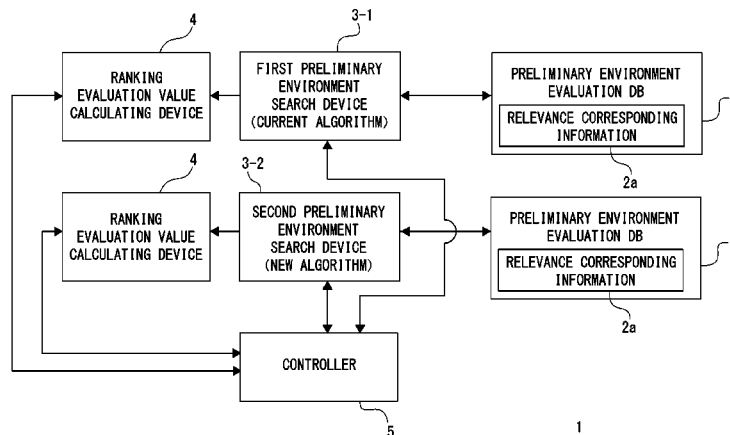 4
3-1
RANKING
EVALUATION VALUE
CALCULATING DEVICE
FIRST PRELIMINARY
ENVIRONMENT
SEARCH DEVICE
(CURRENT ALGORITHM)
PRELIMINARY ENVIRONMENT
EVALUATION DB
RELEVANCE CORRESPONDING
INFORMATION
2a
4
3-2
RANKING
EVALUATION VALUE
CALCULATING DEVICE
SECOND PRELIMINARY
ENVIRONMENT
SEARCH DEVICE
(NEW ALGORITHM)
PRELIMINARY ENVIRONMENT
EVALUATION DB
RELEVANCE CORRESPONDING
INFORMATION
2a
CONTROLLER
5
1